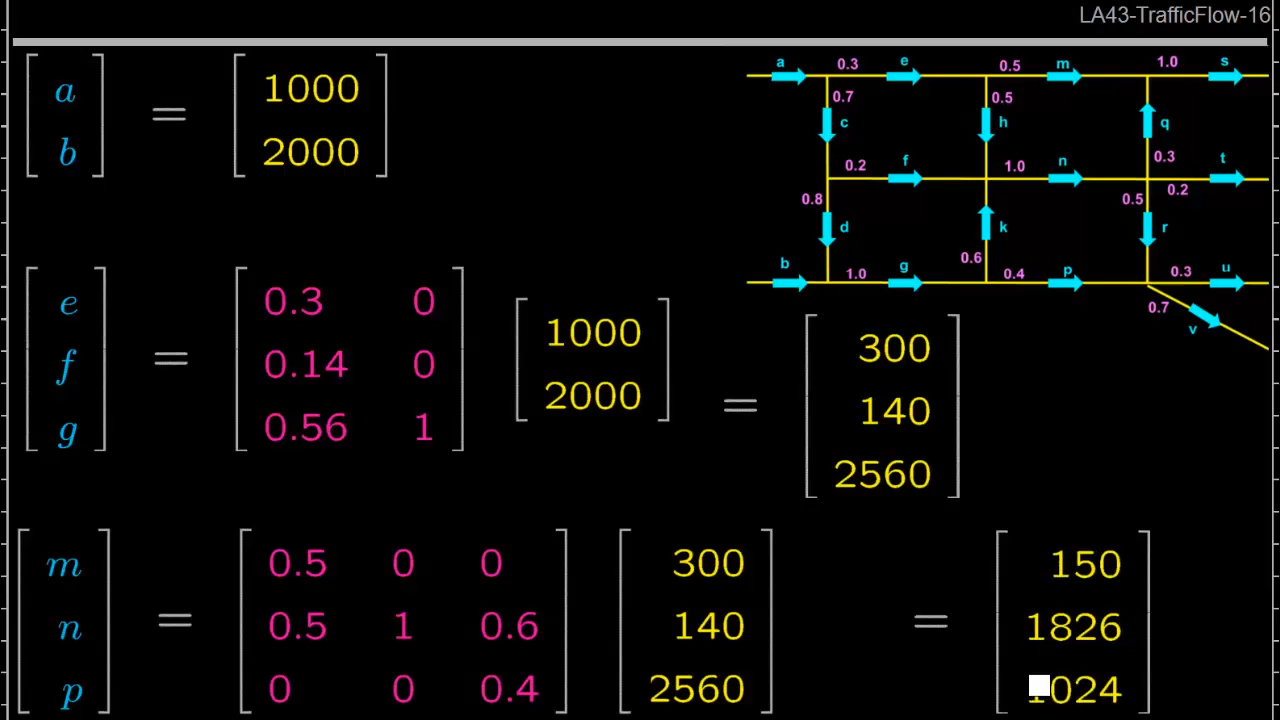 LA43-TrafficFlow-16
a = 1000
b 2000
a 0.3 e 0.5 m 1.0 s
0.7 0.5
c h q
0.2 f 1.0 n 0.3 t
0.8 0.5 0.2
d k r
b 1.0 g 0.6 0.4 p 0.3 u
0.7
v
e 0.3 0 1000 300
f = 0.14 0 2000 = 140
g 0.56 1 2560
m 0.5 0 0 300 150
n = 0.5 1 0.6 140 = 1826
p 0 0 0.4 2560 024